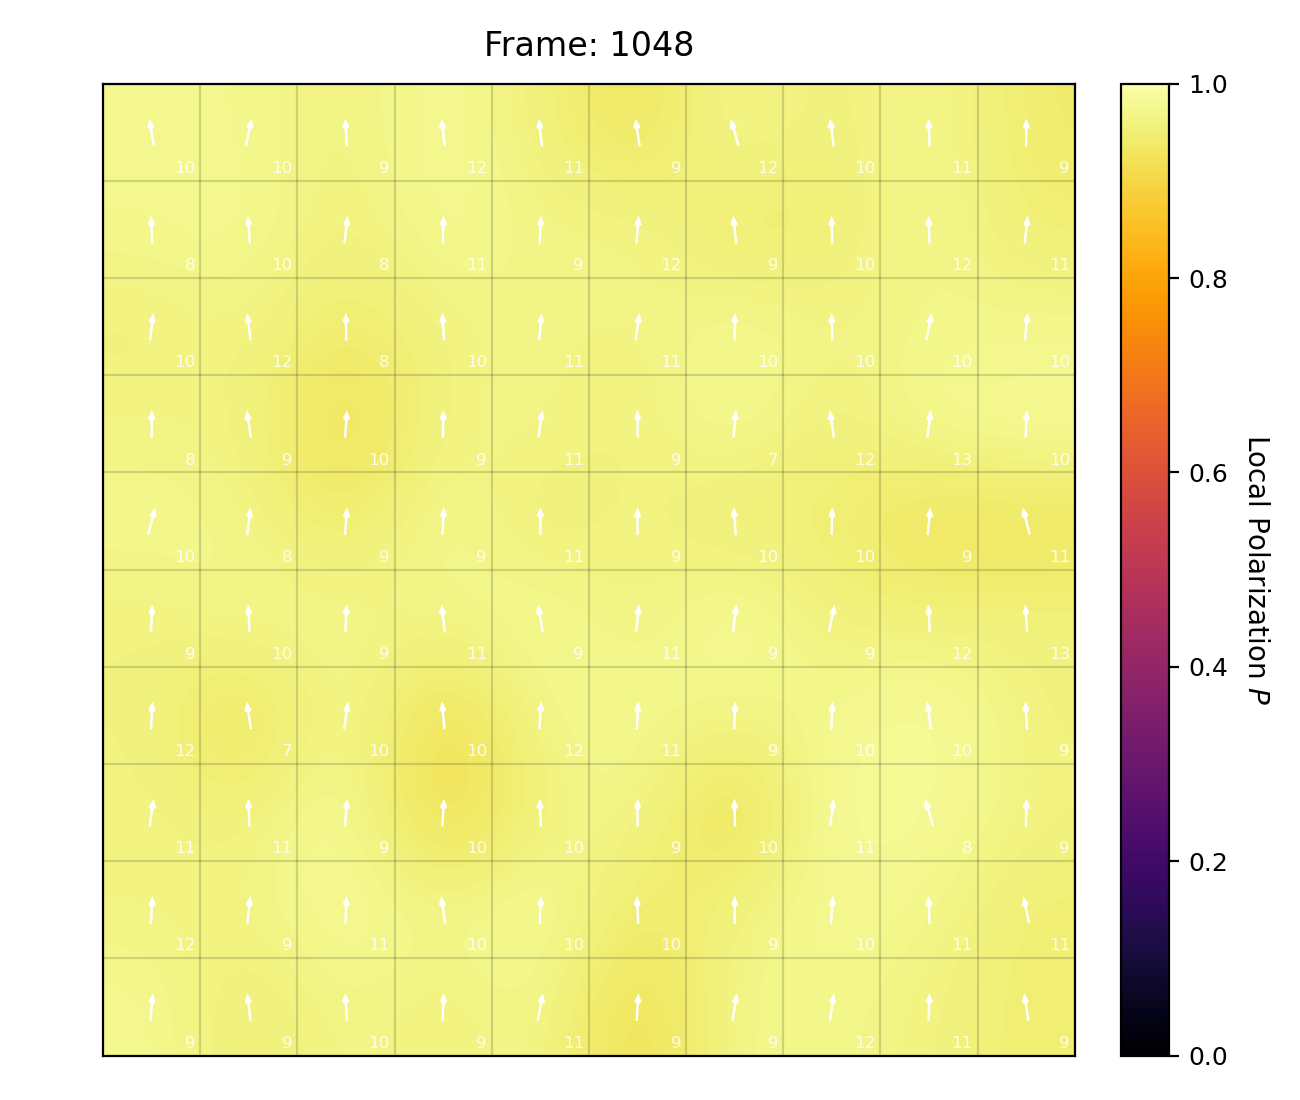 Frame: 1048
10 10 9 12 11 9 12 10 11 9
8 10 8 11 9 12 9 10 12 11
10 12 8 10 11 11 10 10 10 10
8 9 10 9 11 9 7 12 13 10
10 8 9 9 11 9 10 10 9 11
9 10 9 11 9 11 9 9 12 13
12 7 10 10 12 11 9 10 10 9
11 11 9 10 10 9 10 11 8 9
12 9 11 10 10 10 9 10 11 11
9 9 10 9 11 9 9 12 11 9
1.0
0.8
0.6
0.4
0.2
0.0
Local Polarization P